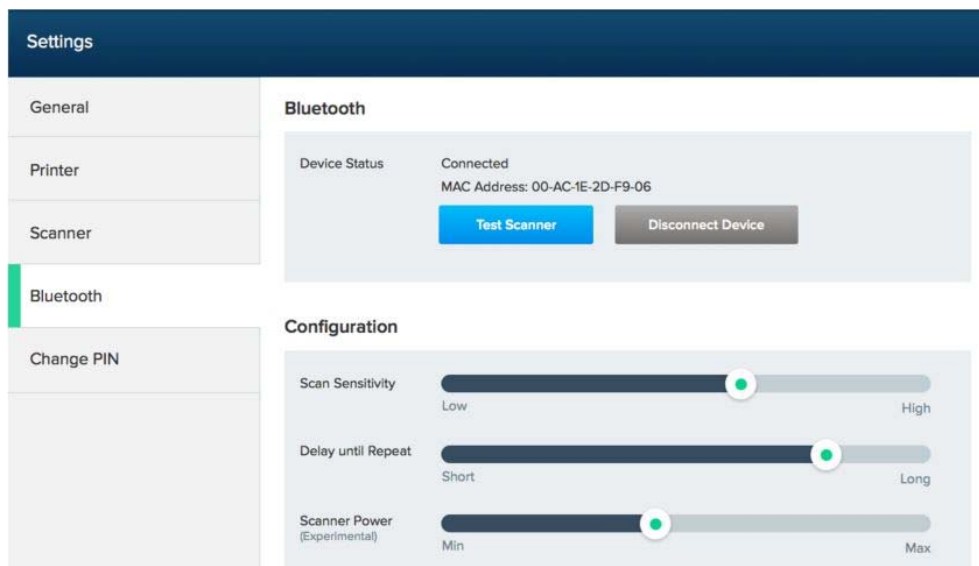 Settings
General
Printer
Scanner
Bluetooth
Change PIN
Bluetooth
Device Status
Connected
MAC Address: 00-AC-1E-2D-F9-06
Test Scanner
Disconnect Device
Configuration
Scan Sensitivity
Low
High
Delay until Repeat
Short
Long
Scanner Power
(Experimental)
Min
Max